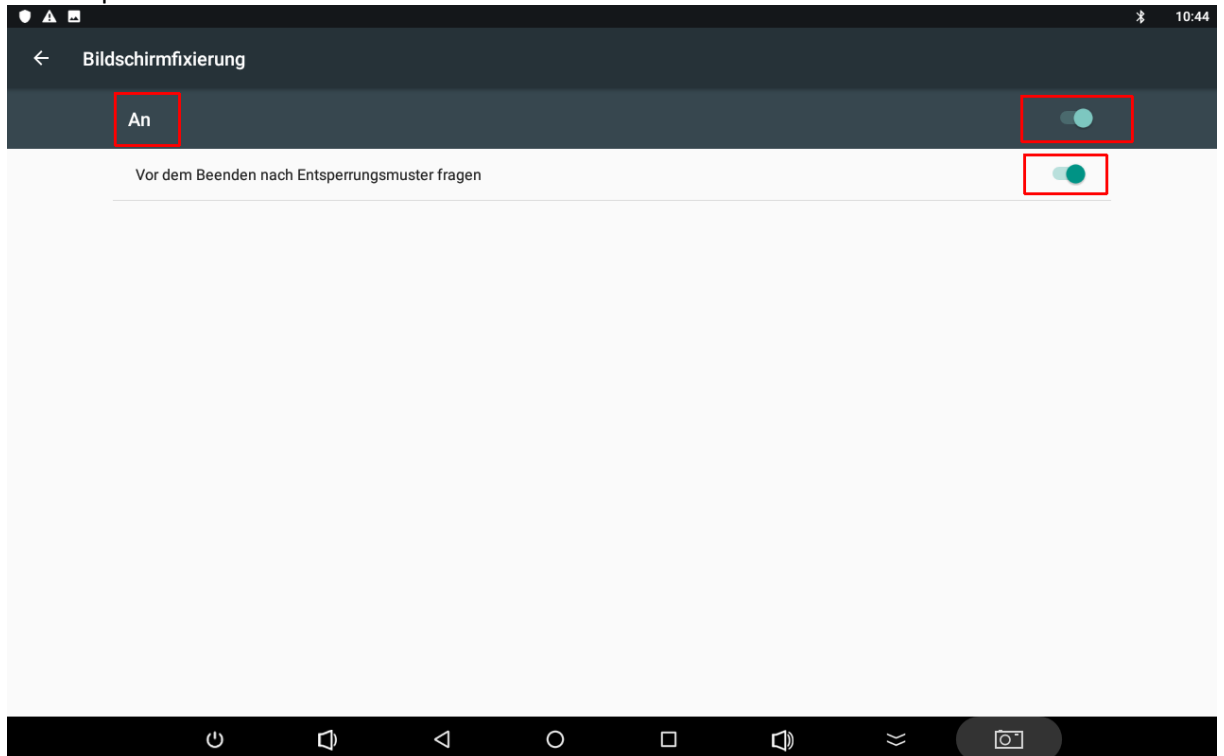 10:44
Bildschirmfixierung
An
Vor dem Beenden nach Entsperrungsmuster fragen